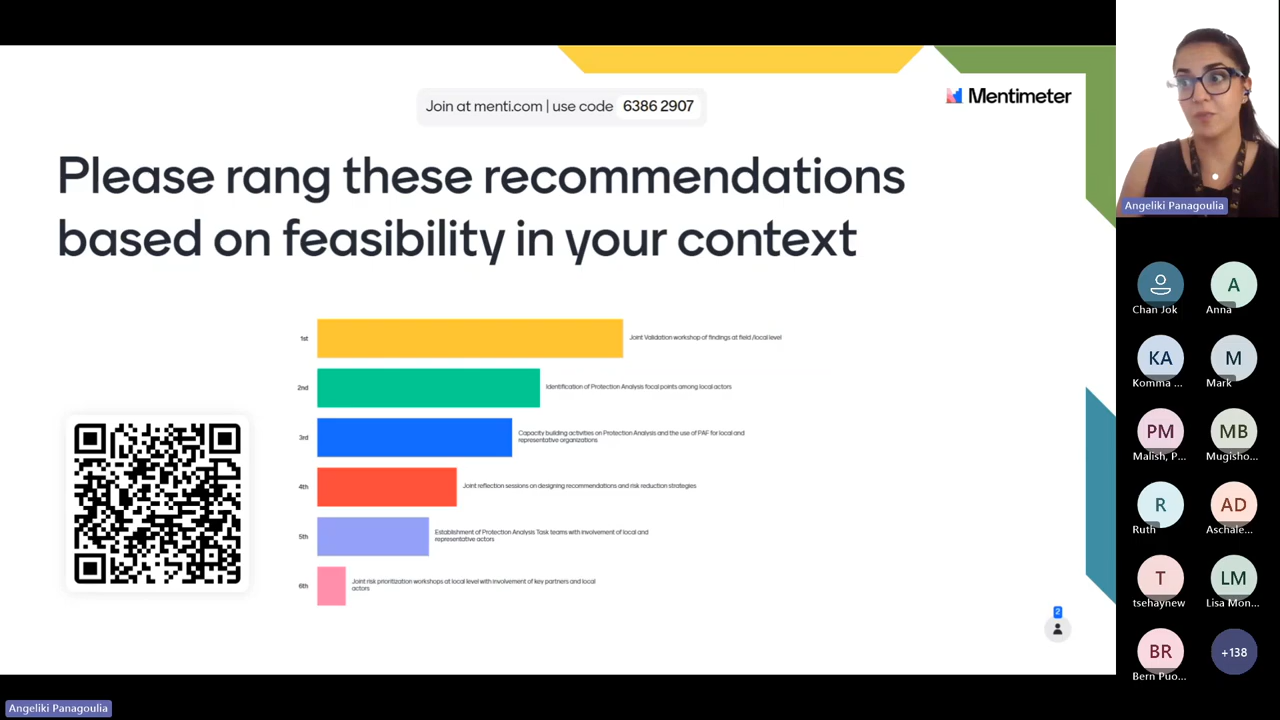 Join at menti.com | use code 6386 2907
Mentimeter
Please rang these recommendations
based on feasibility in your context
1st
Joint Validation workshop of findings at field /local level
2nd
Identification of Protection Analysis focal points among local actors
3rd
Capacity building activities on Protection Analysis and the use of PAF for local and
representative organizations
4th
Joint reflection sessions on designing recommendations and risk reduction strategies
5th
Establishment of Protection Analysis Task teams with involvement of local and
representative actors
6th
Joint risk prioritization workshops at local level with involvement of key partners and local
actors
2
Angeliki Panagoulia
Chan Jok
A
Anna
KA
Komma ...
M
Mark
PM
Malish, P...
MB
Mugisho...
R
Ruth
AD
Aschale...
T
tsehaynew
LM
Lisa Mon...
BR
Bern Puo...
+138
Angeliki Panagoulia